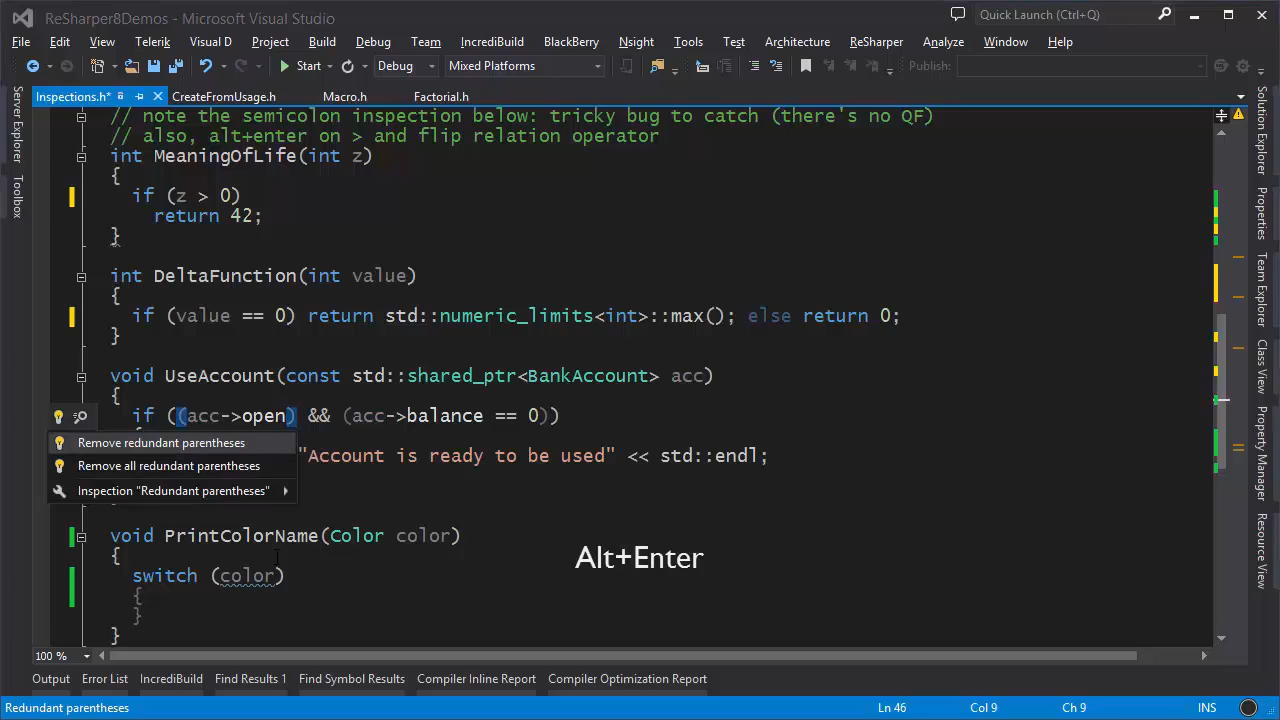 ReSharper8Demos - Microsoft Visual Studio
Quick Launch (Ctrl+Q)
File Edit View Telerik Visual D Project Build Debug Team IncrediBuild BlackBerry Nsight Tools Test Architecture ReSharper Analyze Window Help
Start Debug Mixed Platforms Publish:
Inspections.h* CreateFromUsage.h Macro.h Factorial.h
Server Explorer
Toolbox
// note the semicolon inspection below: tricky bug to catch (there's no QF)
// also, alt+enter on > and flip relation operator
int MeaningOfLife(int z)
{
if (z > 0)
return 42;
}
int DeltaFunction(int value)
{
if (value == 0) return std::numeric_limits<int>::max(); else return 0;
}
void UseAccount(const std::shared_ptr<BankAccount> acc)
{
if ((acc->open) && (acc->balance == 0))
Remove redundant parentheses
"Account is ready to be used" << std::endl;
Remove all redundant parentheses
Inspection "Redundant parentheses"
void PrintColorName(Color color)
{
Alt+Enter
switch (color)
{
}
}
Solution Explorer
Properties
Team Explorer
Class View
Property Manager
Resource View
100 %
Output Error List IncrediBuild Find Results 1 Find Symbol Results Compiler Inline Report Compiler Optimization Report
Redundant parentheses Ln 46 Col 9 Ch 9 INS